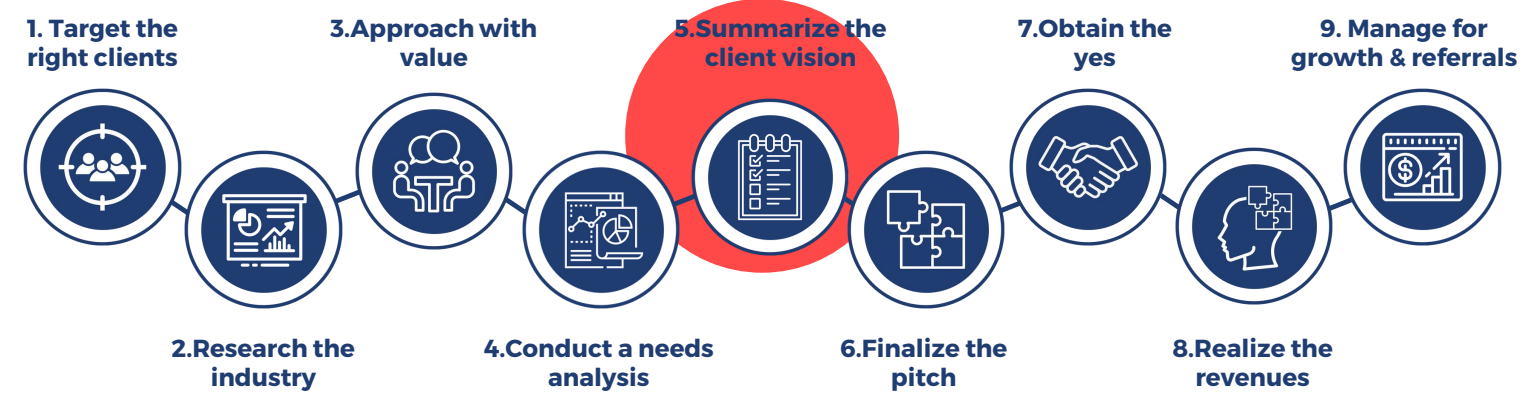 1. Target the
right clients
2.Research the
industry
3.Approach with
value
4.Conduct a needs
analysis
5.Summarize the
client vision
6.Finalize the
pitch
7.Obtain the
yes
8.Realize the
revenues
9. Manage for
growth & referrals